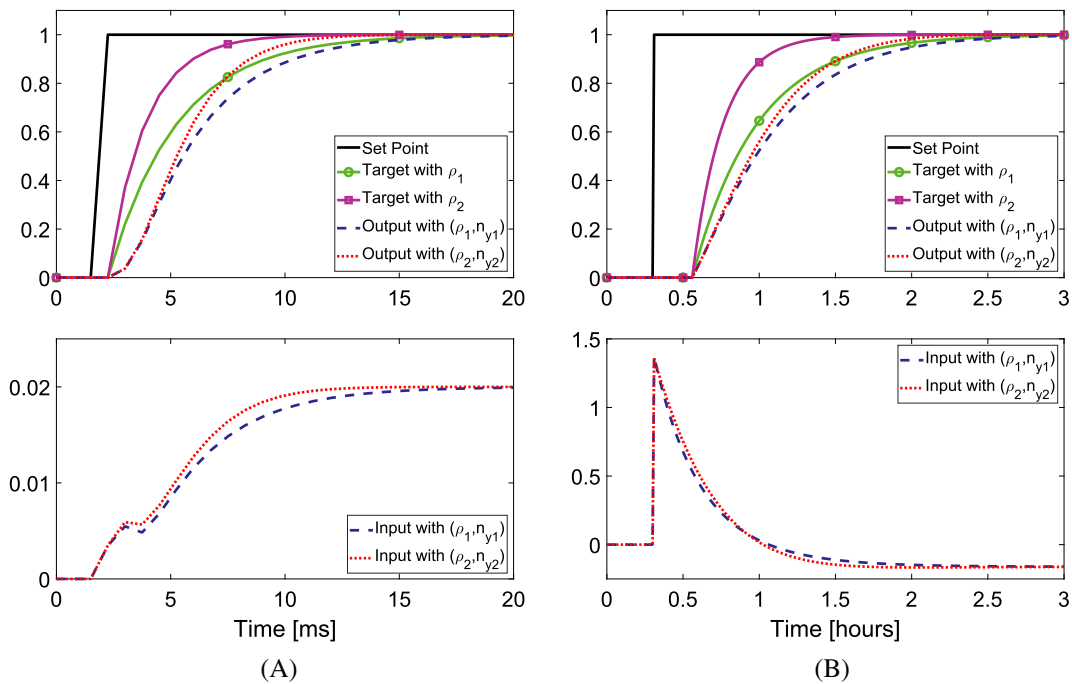 1
0.8
0.6
0.4
0.2
0
0 5 10 15 20
Set Point
Target with ρ1
Target with ρ2
Output with (ρ1,ny1)
Output with (ρ2,ny2)
1
0.8
0.6
0.4
0.2
0
0 0.5 1 1.5 2 2.5 3
Set Point
Target with ρ1
Target with ρ2
Output with (ρ1,ny1)
Output with (ρ2,ny2)
0.02
0.01
0
0 5 10 15 20
Input with (ρ1,ny1)
Input with (ρ2,ny2)
Time [ms]
(A)
1.5
1
0.5
0
0 0.5 1 1.5 2 2.5 3
Input with (ρ1,ny1)
Input with (ρ2,ny2)
Time [hours]
(B)